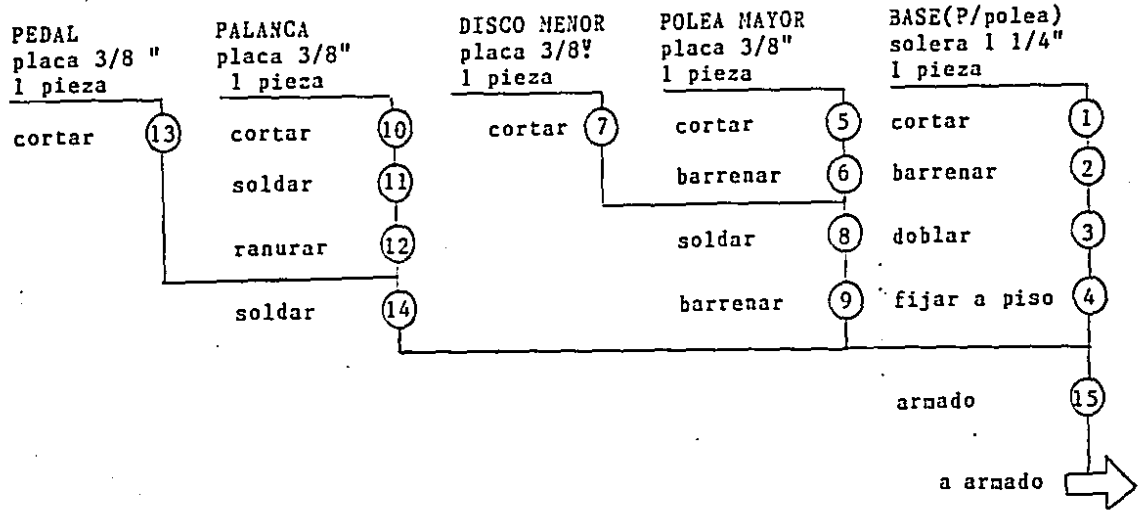 PEDAL
placa 3/8 "
1 pieza
cortar 13
PALANCA
placa 3/8"
1 pieza
cortar 10
soldar 11
ranurar 12
soldar 14
DISCO MENOR
placa 3/8"
1 pieza
cortar 7
POLEA MAYOR
placa 3/8"
1 pieza
cortar 5
barrenar 6
soldar 8
barrenar 9
BASE(P/polea)
solera 1 1/4"
1 pieza
cortar 1
barrenar 2
doblar 3
fijar a piso 4
armado 15
a armado